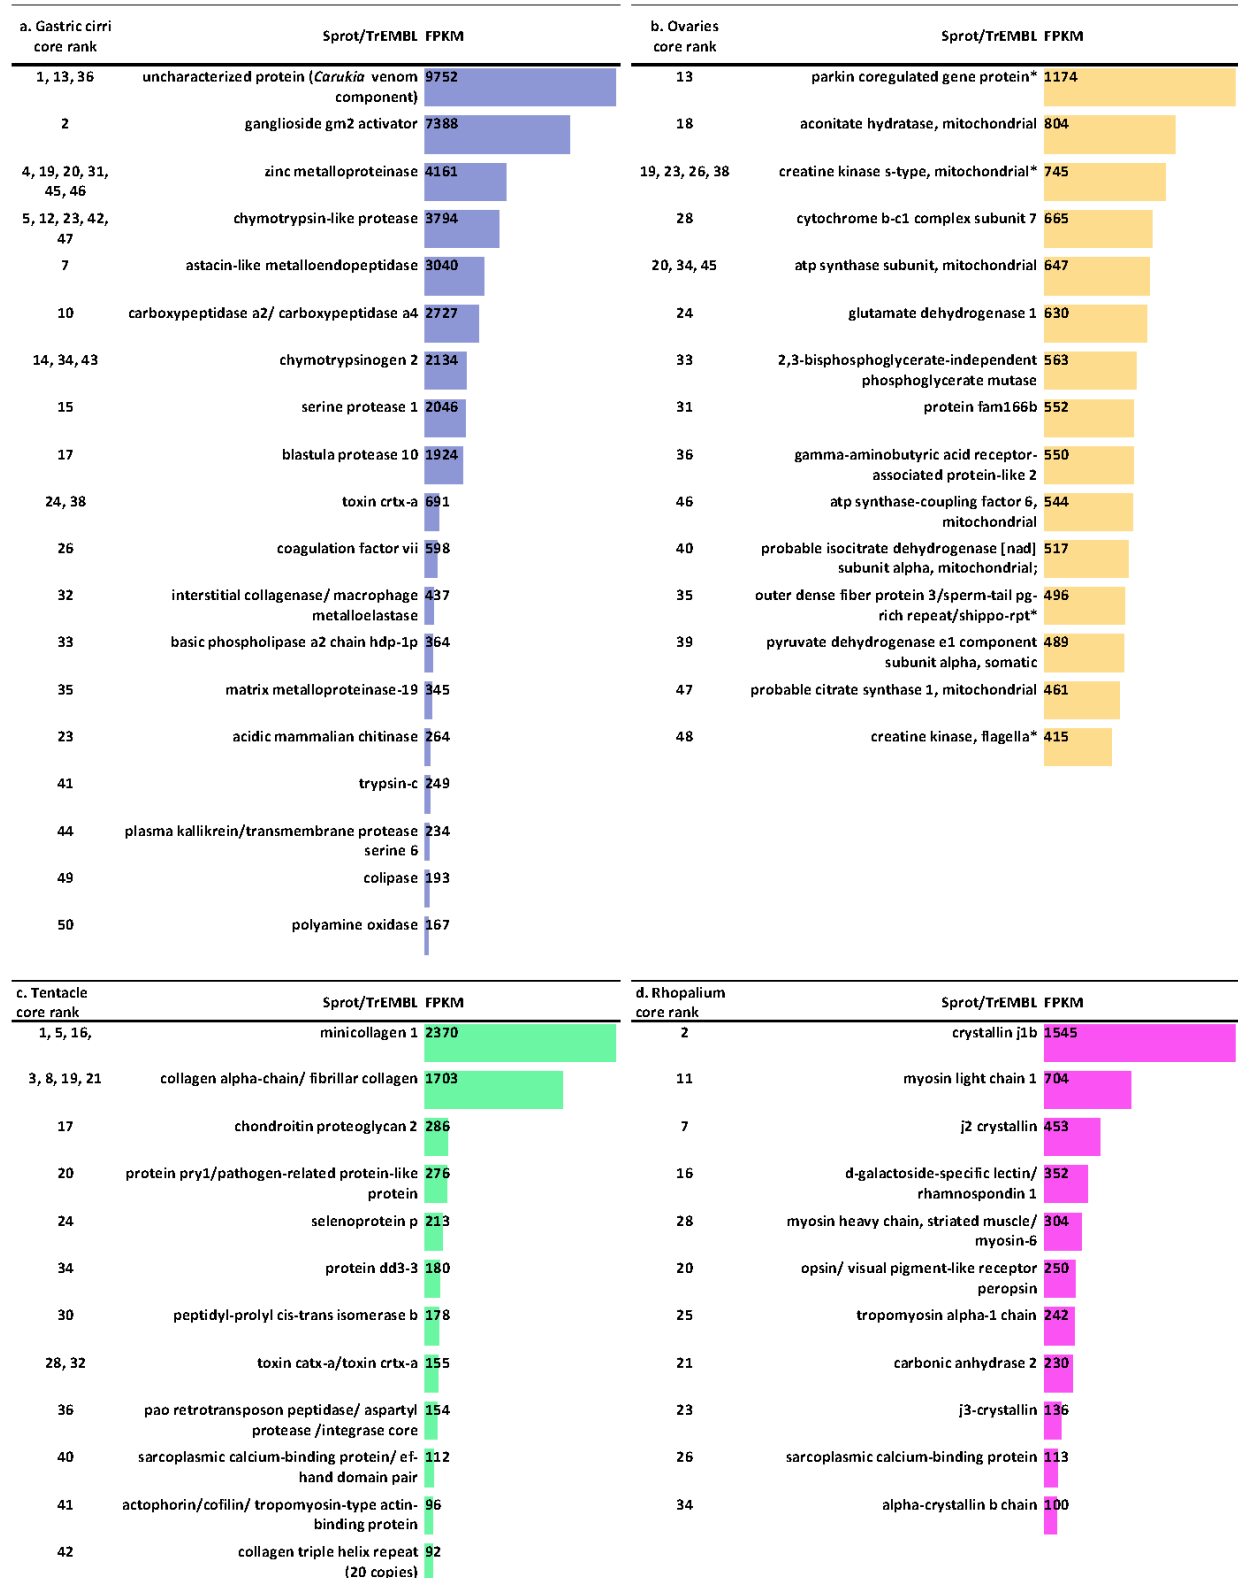 a. Gastric cirri
core rank
Sprot/TrEMBL FPKM
1, 13, 36
uncharacterized protein (Carukia venom
component)
9752
2
ganglioside gm2 activator
7388
4, 19, 20, 31,
45, 46
zinc metalloproteinase
4161
5, 12, 23, 42,
47
chymotrypsin-like protease
3794
7
astacin-like metalloendopeptidase
3040
10
carboxypeptidase a2/ carboxypeptidase a4
2727
14, 34, 43
chymotrypsinogen 2
2134
15
serine protease 1
2046
17
blastula protease 10
1924
24, 38
toxin crtx-a
691
26
coagulation factor vii
598
32
interstitial collagenase/ macrophage
metalloelastase
437
33
basic phospholipase a2 chain hdp-1p
364
35
matrix metalloproteinase-19
345
23
acidic mammalian chitinase
264
41
trypsin-c
249
44
plasma kallikrein/transmembrane protease
serine 6
234
49
colipase
193
50
polyamine oxidase
167
b. Ovaries
core rank
Sprot/TrEMBL FPKM
13
parkin coregulated gene protein*
1174
18
aconitate hydratase, mitochondrial
804
19, 23, 26, 38
creatine kinase s-type, mitochondrial*
745
28
cytochrome b-c1 complex subunit 7
665
20, 34, 45
atp synthase subunit, mitochondrial
647
24
glutamate dehydrogenase 1
630
33
2,3-bisphosphoglycerate-independent
phosphoglycerate mutase
563
31
protein fam166b
552
36
gamma-aminobutyric acid receptor-
associated protein-like 2
550
46
atp synthase-coupling factor 6,
mitochondrial
544
40
probable isocitrate dehydrogenase [nad]
subunit alpha, mitochondrial;
517
35
outer dense fiber protein 3/sperm-tail pg-
rich repeat/shippo-rpt*
496
39
pyruvate dehydrogenase e1 component
subunit alpha, somatic
489
47
probable citrate synthase 1, mitochondrial
461
48
creatine kinase, flagella*
415
c. Tentacle
core rank
Sprot/TrEMBL FPKM
1, 5, 16,
minicollagen 1
2370
3, 8, 19, 21
collagen alpha-chain/ fibrillar collagen
1703
17
chondroitin proteoglycan 2
286
20
protein pry1/pathogen-related protein-like
protein
276
24
selenoprotein p
213
34
protein dd3-3
180
30
peptidyl-prolyl cis-trans isomerase b
178
28, 32
toxin catx-a/toxin crtx-a
155
36
pao retrotransposon peptidase/ aspartyl
protease /integrase core
154
40
sarcoplasmic calcium-binding protein/ ef-
hand domain pair
112
41
actophorin/cofilin/ tropomyosin-type actin-
binding protein
96
42
collagen triple helix repeat
(20 copies)
92
d. Rhopalium
core rank
Sprot/TrEMBL FPKM
2
crystallin j1b
1545
11
myosin light chain 1
704
7
j2 crystallin
453
16
d-galactoside-specific lectin/
rhamnospondin 1
352
28
myosin heavy chain, striated muscle/
myosin-6
304
20
opsin/ visual pigment-like receptor
peropsin
250
25
tropomyosin alpha-1 chain
242
21
carbonic anhydrase 2
230
23
j3-crystallin
136
26
sarcoplasmic calcium-binding protein
113
34
alpha-crystallin b chain
100